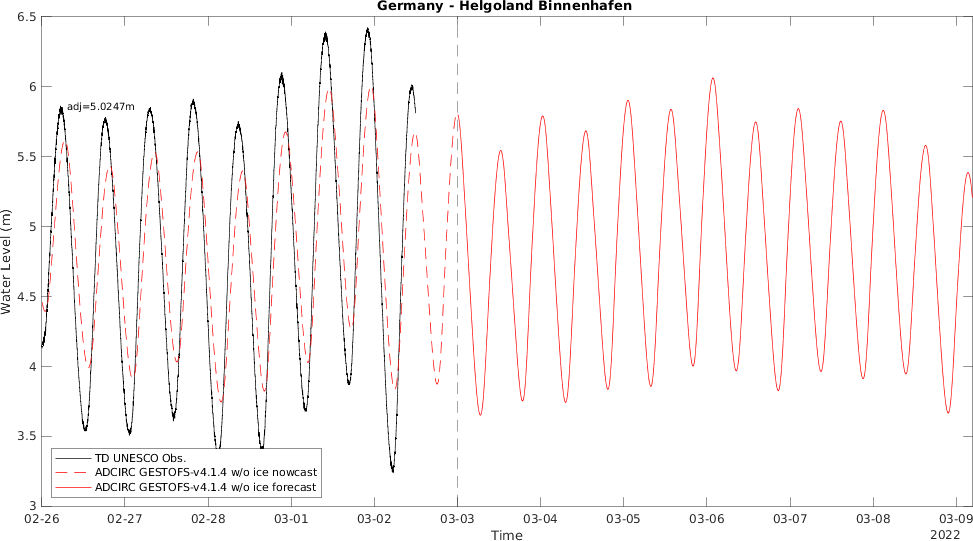 Germany - Helgoland Binnenhafen
6.5
6
5.5
5
4.5
4
3.5
3
Water Level (m)
adj=5.0247m
TD UNESCO Obs.
ADCIRC GESTOFS-v4.1.4 w/o ice nowcast
ADCIRC GESTOFS-v4.1.4 w/o ice forecast
02-26 02-27 02-28 03-01 03-02 03-03 03-04 03-05 03-06 03-07 03-08 03-09
Time
2022